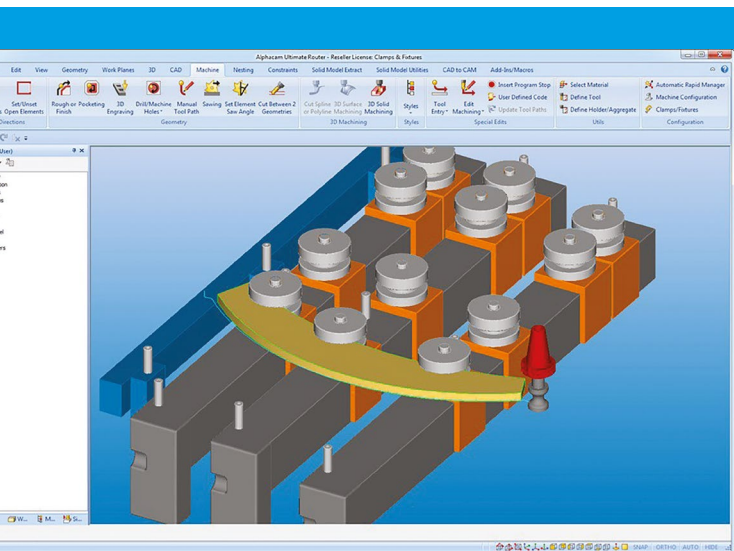 Alphacam Ultimate Router - Reseller License: Clamps & Fixtures
Edit View Geometry Work Planes 3D CAD Machine Nesting Constraints Solid Model Extract Solid Model Utilities CAD to CAM Add-Ins/Macros
Set/Unset Rough or Pocketing 3D Drill/Machine Manual Sawing Set Element Cut Between 2 Cut Spline 3D Surface 3D Solid Styles Tool Edit
Open Elements Finish Engraving Holes Tool Path Saw Angle Geometries or Polyline Machining Machining Entry Machining
Insert Program Stop Select Material Automatic Rapid Manager
User Defined Code Define Tool Machine Configuration
Update Tool Paths Define Holder/Aggregate Clamps/Fixtures
Directions Geometry 3D Machining Styles Special Edits Utils Configuration
User)
W... M... Si...
SNAP ORTHO AUTO HIDE